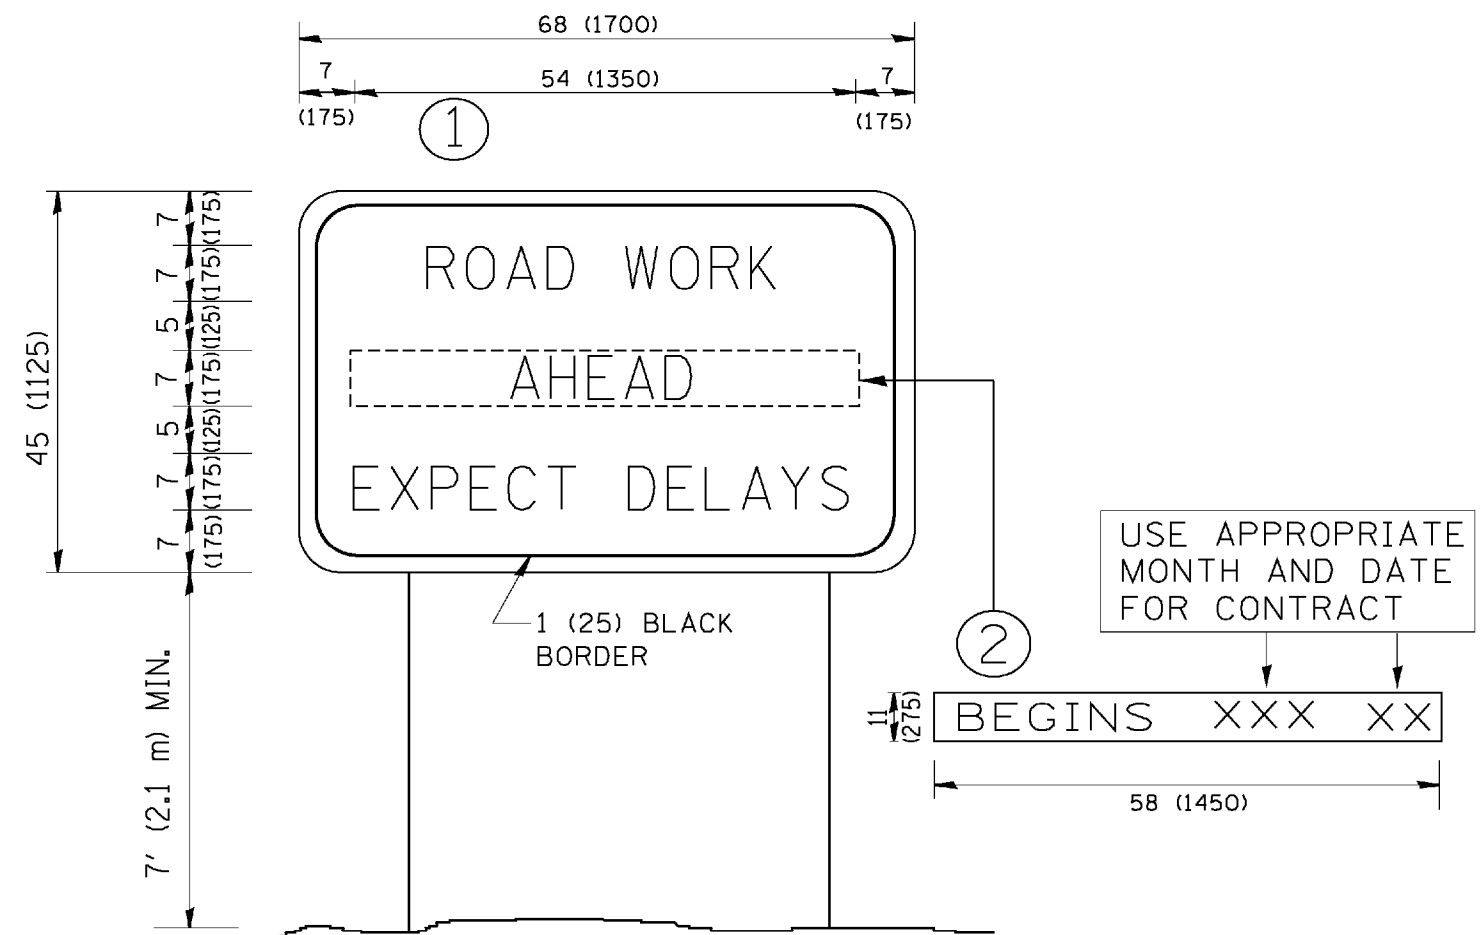 68 (1700)
7
54 (1350)
7
(175)
(175)
1
ROAD WORK
AHEAD
EXPECT DELAYS
45 (1125)
7 (175)
7 (175)
5 (125)
7 (175)
5 (125)
7 (175)
7 (175)
7' (2.1 m) MIN.
1 (25) BLACK
BORDER
2
USE APPROPRIATE
MONTH AND DATE
FOR CONTRACT
11
(275)
BEGINS XXX XX
58 (1450)